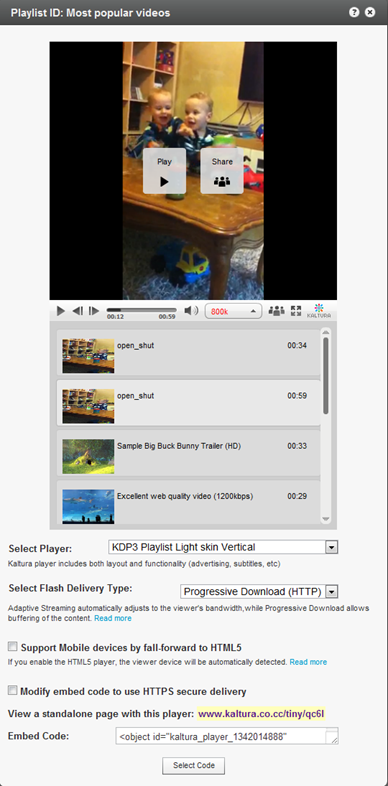 Playlist ID: Most popular videos
Play
Share
00:12
00:59
800k
KALTURA
open_shut
00:34
open_shut
00:59
Sample Big Buck Bunny Trailer (HD)
00:33
Excellent web quality video (1200kbps)
00:29
Select Player:
KDP3 Playlist Light skin Vertical
Kaltura player includes both layout and functionality (advertising, subtitles, etc)
Select Flash Delivery Type:
Progressive Download (HTTP)
Adaptive Streaming automatically adjusts to the viewer's bandwidth,while Progressive Download allows
buffering of the content. Read more
Support Mobile devices by fall-forward to HTML5
If you enable the HTML5 player, the viewer device will be automatically detected. Read more
Modify embed code to use HTTPS secure delivery
View a standalone page with this player: www.kaltura.co.cc/tiny/qc6l
Embed Code:
<object id="kaltura_player_1342014888"
Select Code